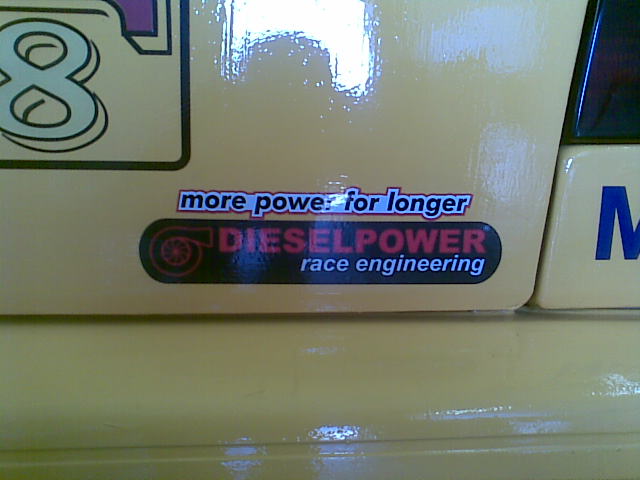 8
more power for longer
DIESELPOWER
race engineering
M